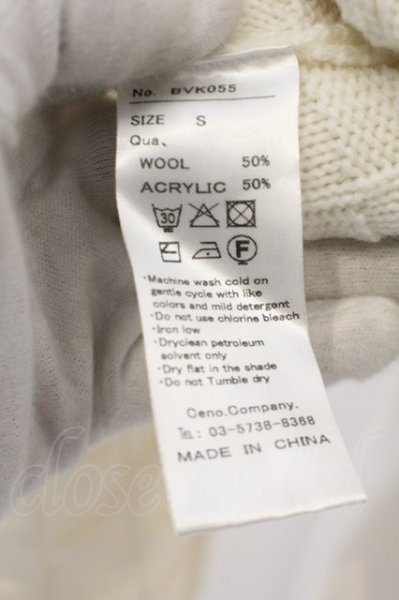 No. BVK055
SIZE S
Qua、
WOOL 50%
ACRYLIC 50%
30
F
・Machine wash cold on
gentle cycle with like
colors and mild detergent
・Do not use chlorine bleach
・Iron low
・Dryclean petroleum
solvent only
・Dry flat in the shade
・Do not Tumble dry
Ceno.Company.
TEL: 03-5738-8368
MADE IN CHINA